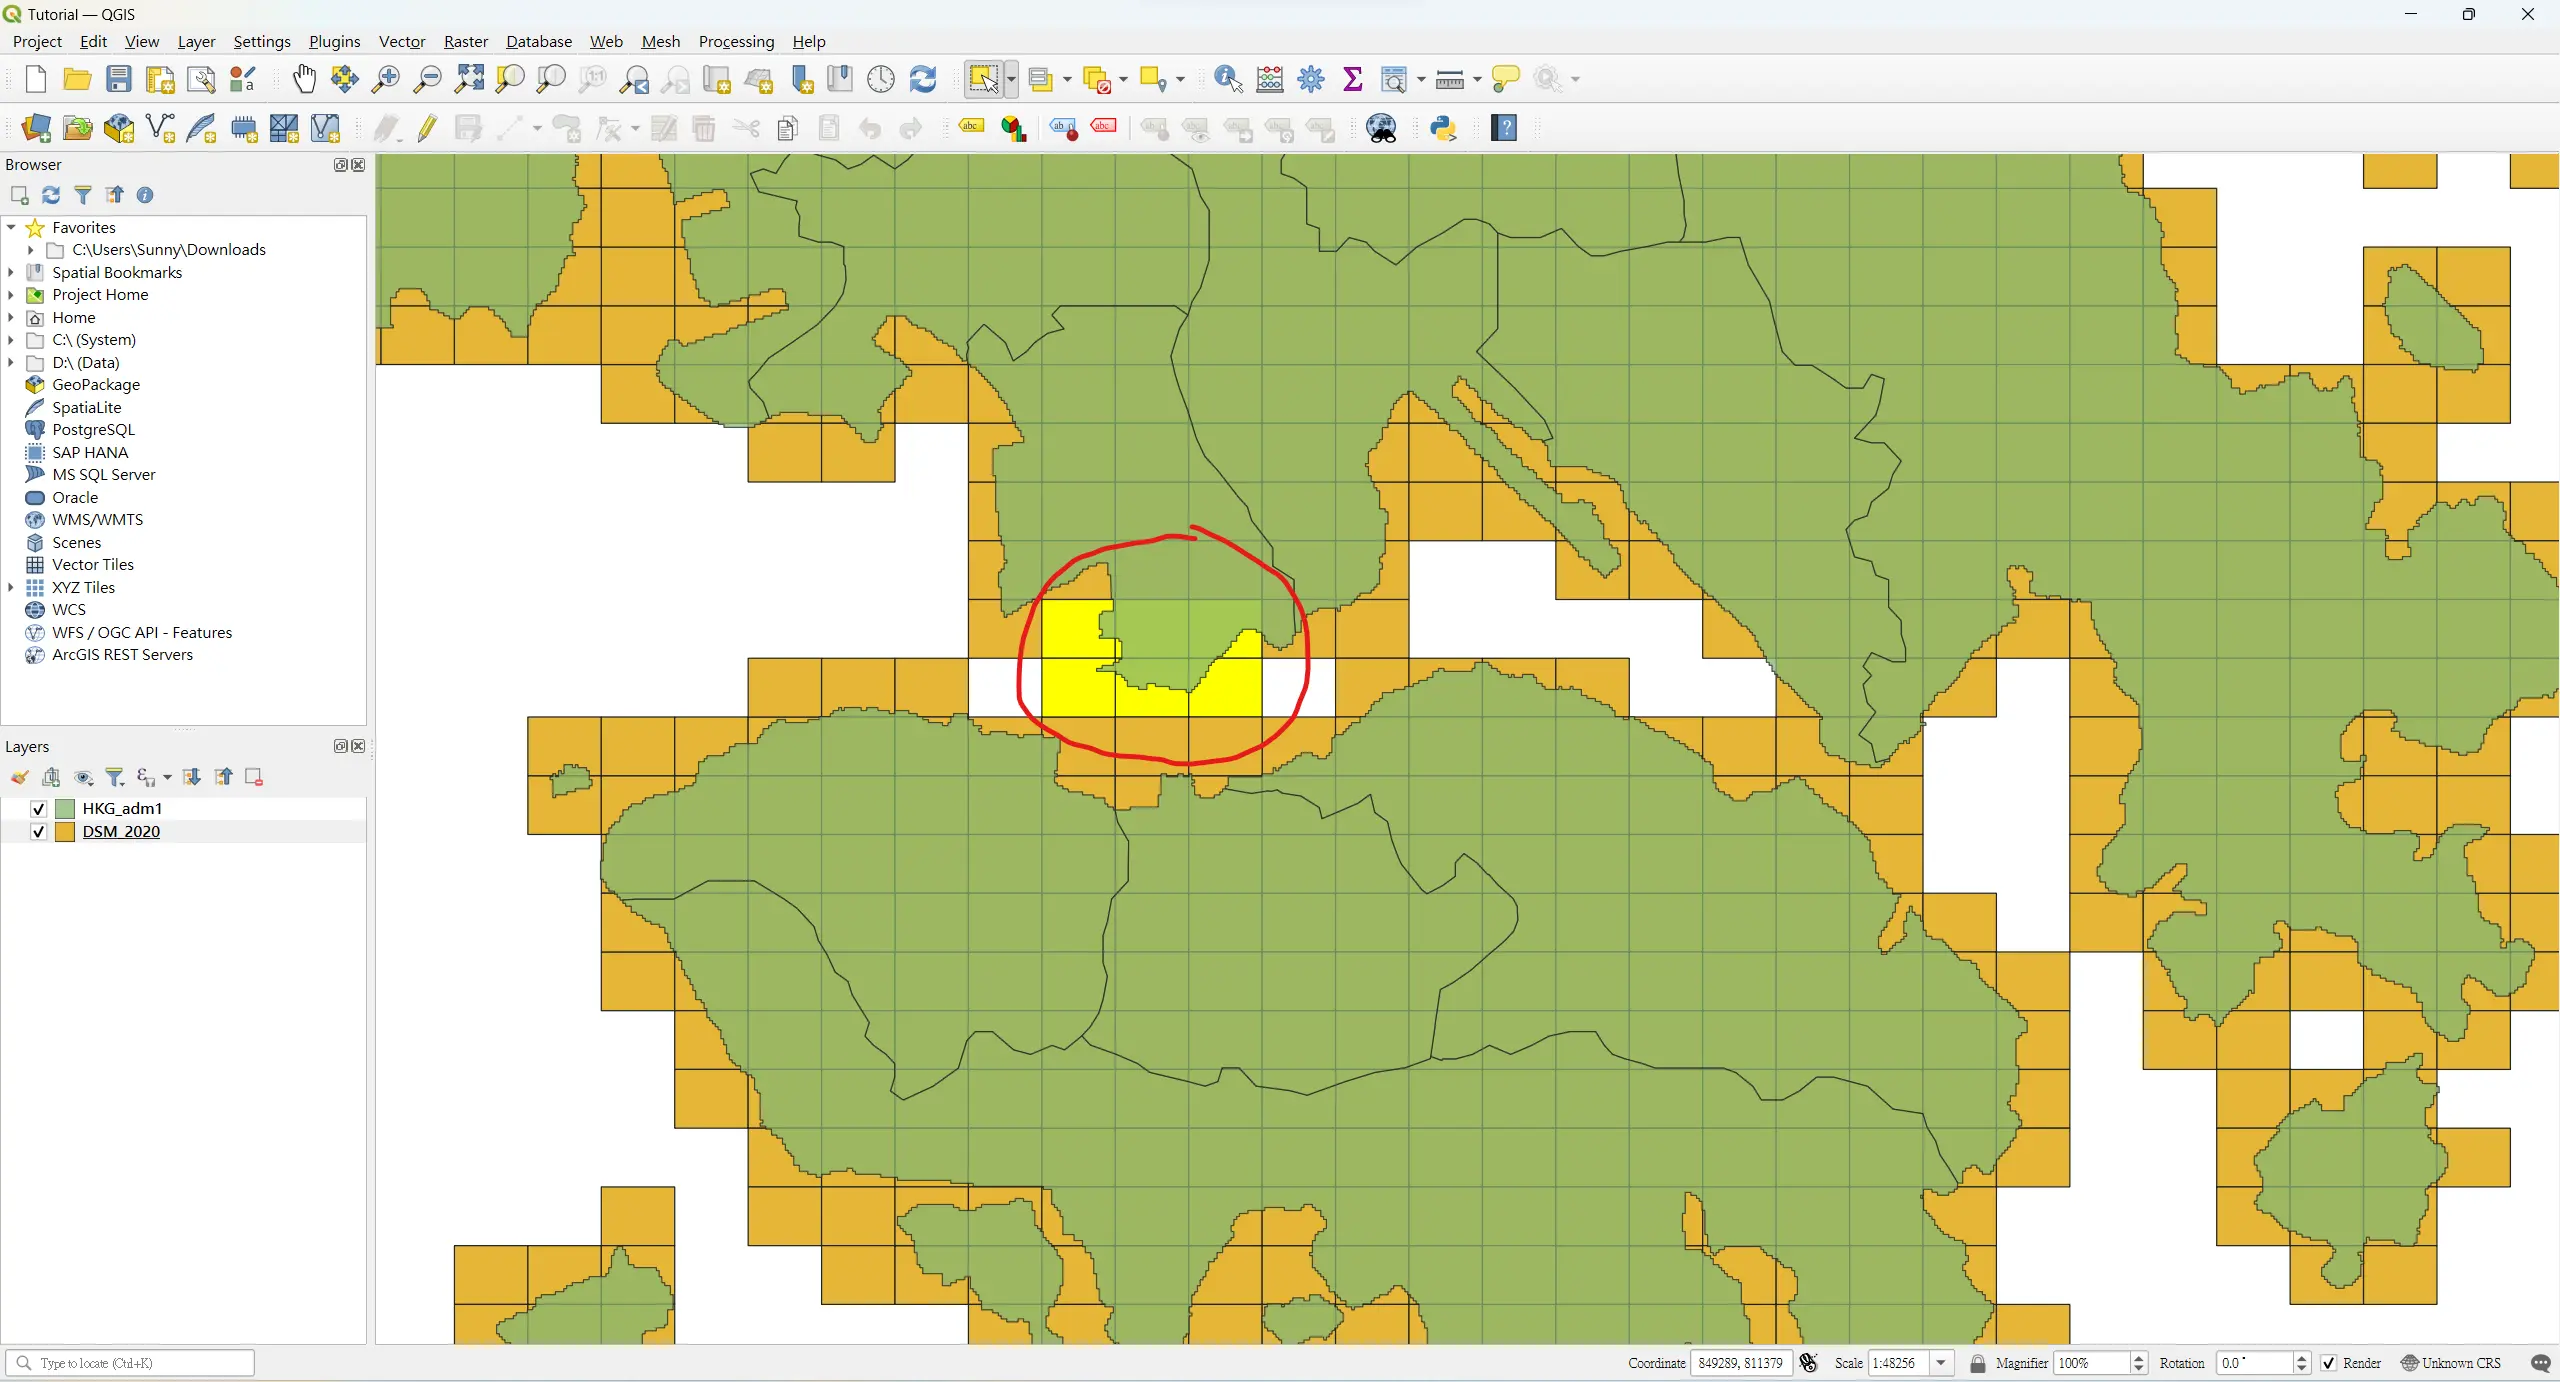 Tutorial — QGIS
Project Edit View Layer Settings Plugins Vector Raster Database Web Mesh Processing Help
Browser
Favorites
C:\Users\Sunny\Downloads
Spatial Bookmarks
Project Home
Home
C:\ (System)
D:\ (Data)
GeoPackage
SpatiaLite
PostgreSQL
SAP HANA
MS SQL Server
Oracle
WMS/WMTS
Scenes
Vector Tiles
XYZ Tiles
WCS
WFS / OGC API - Features
ArcGIS REST Servers
Layers
HKG_adm1
DSM_2020
Type to locate (Ctrl+K)
Coordinate 849289, 811379 Scale 1:48256 Magnifier 100% Rotation 0.0 ° Render Unknown CRS